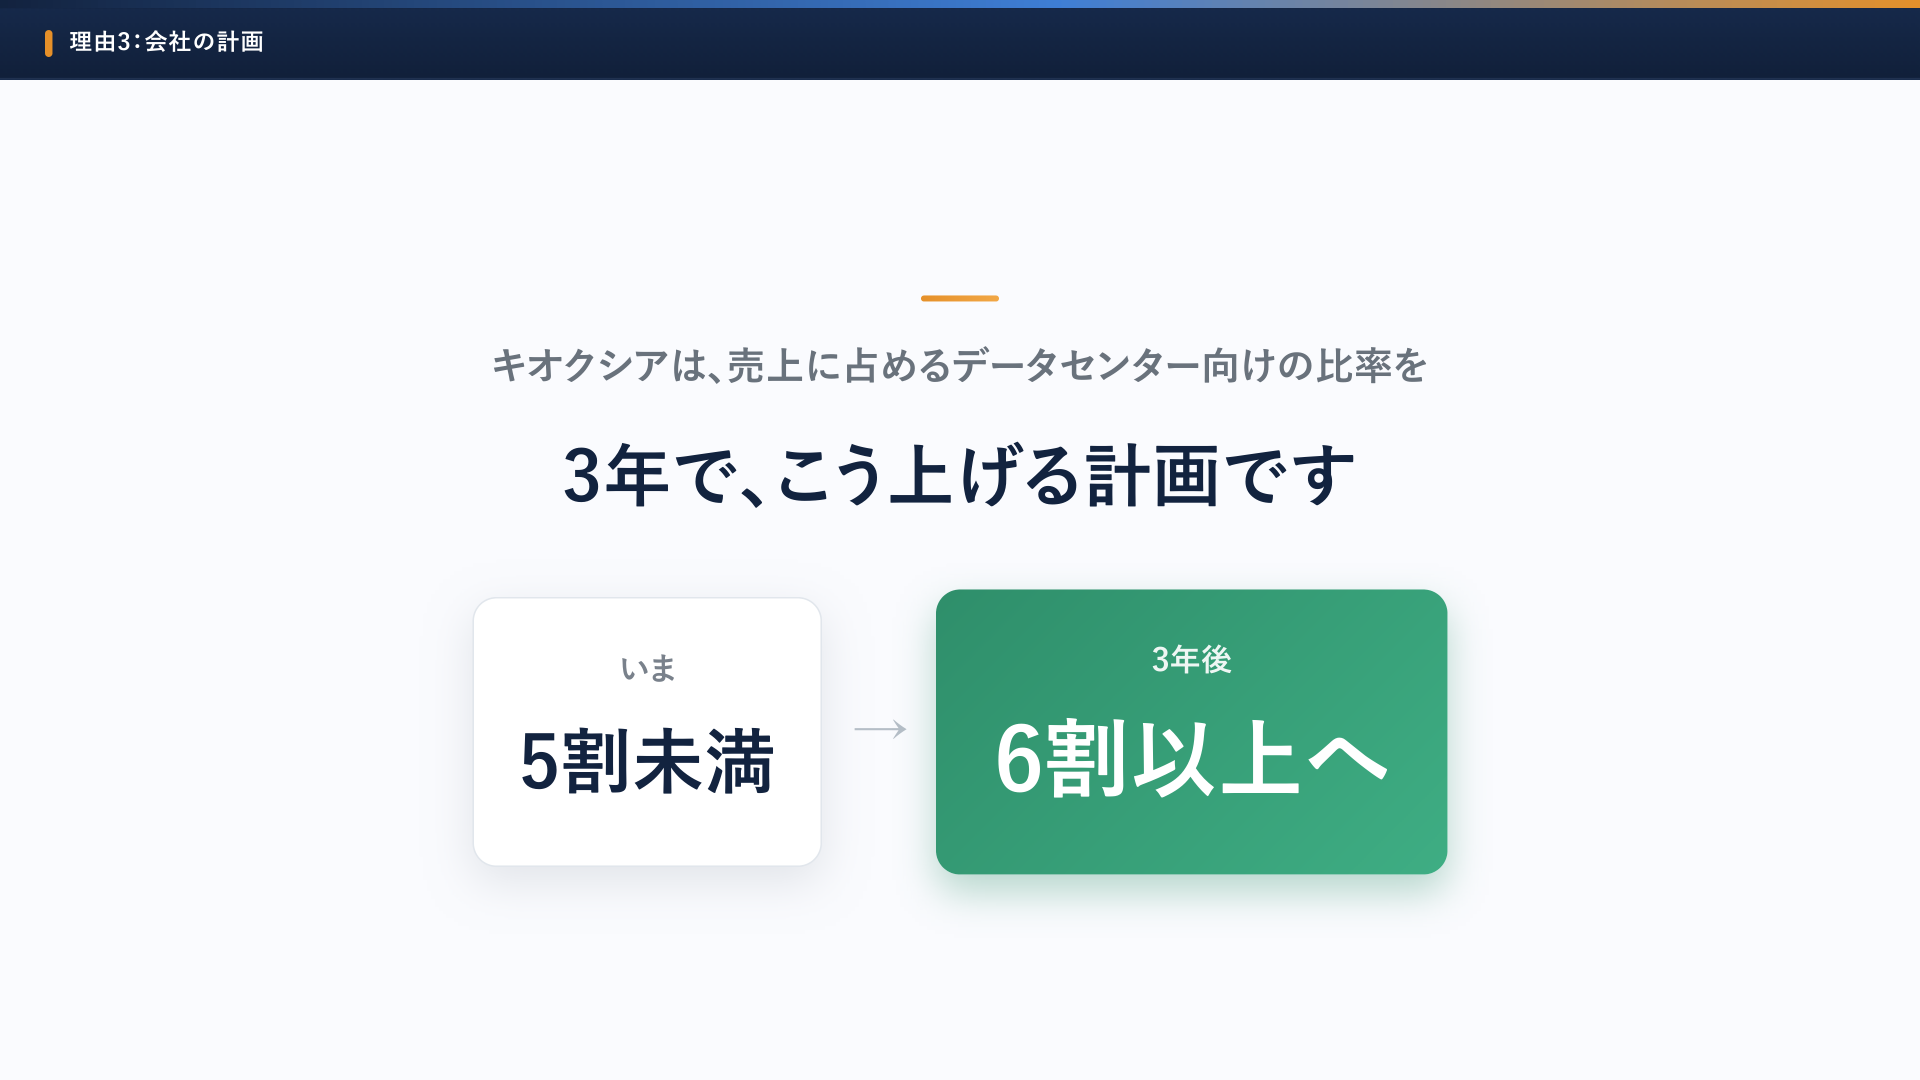 理由3：会社の計画
キオクシアは、売上に占めるデータセンター向けの比率を
3年で、こう上げる計画です
いま
5割未満
→
3年後
6割以上へ